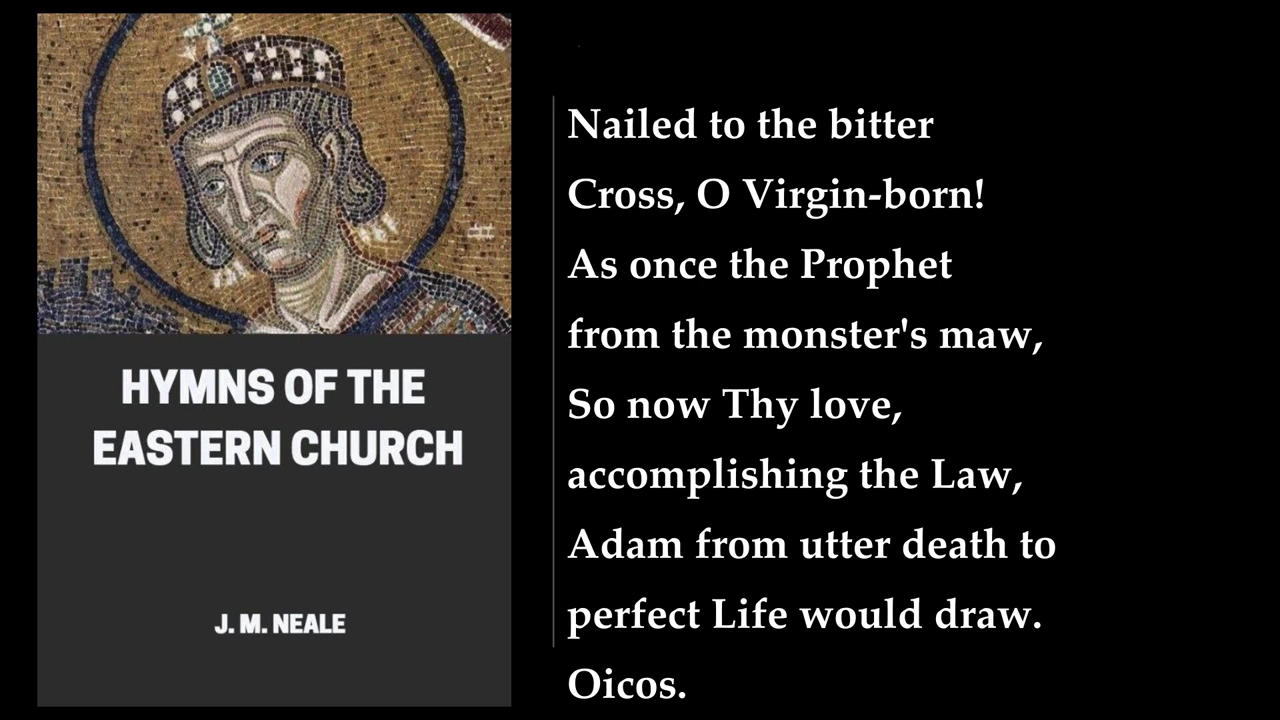 HYMNS OF THE
EASTERN CHURCH
J. M. NEALE
Nailed to the bitter
Cross, O Virgin-born!
As once the Prophet
from the monster's maw,
So now Thy love,
accomplishing the Law,
Adam from utter death to
perfect Life would draw.
Oicos.